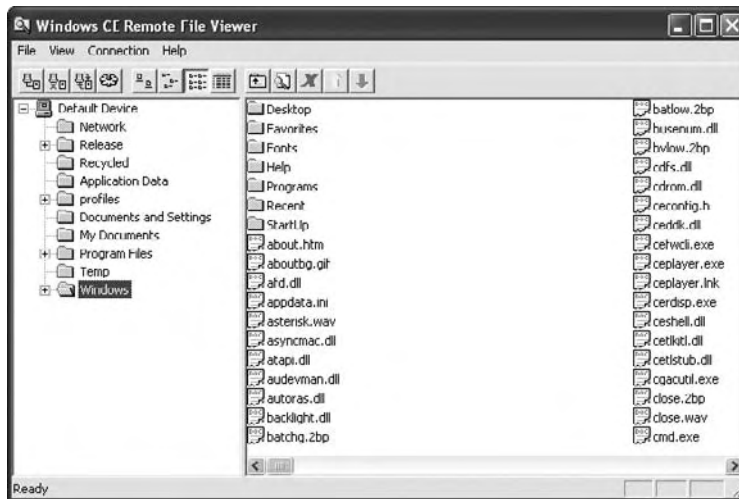 Windows CE Remote File Viewer
File View Connection Help
Default Device
Network
Release
Recycled
Application Data
profiles
Documents and Settings
My Documents
Program Files
Temp
Windows
Desktop
Favorites
Fonts
Help
Programs
Recent
StartUp
about.htm
aboutbg.gif
afd.dll
appdata.ini
asterisk.wav
asyncmac.dll
atapi.dll
audevman.dll
autoras.dll
backlight.dll
batchg.2bp
batlow.2bp
busenum.dll
bvlow.2bp
cdfs.dll
cdrom.dll
ceconfig.h
ceddk.dll
cefwcli.exe
ceplayer.exe
ceplayer.lnk
cerdisp.exe
ceshell.dll
cetlkitl.dll
cetlstub.dll
cgacutil.exe
close.2bp
close.wav
cmd.exe
Ready